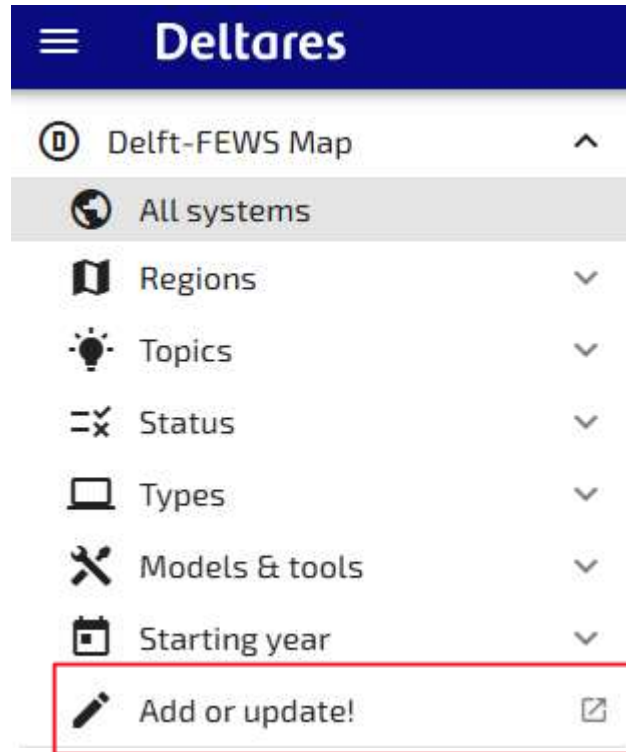 Deltares
Delft-FEWS Map
All systems
Regions
Topics
Status
Types
Models & tools
Starting year
Add or update!